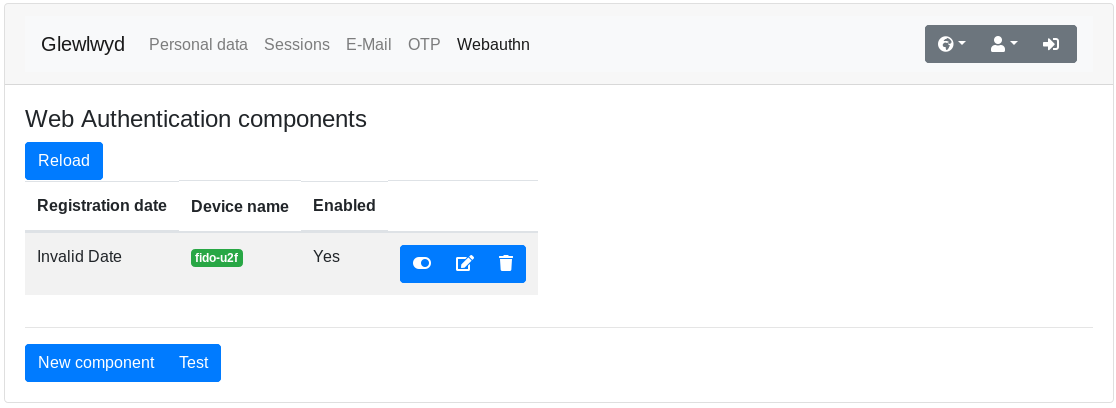 Glewlwyd Personal data Sessions E-Mail OTP Webauthn
Web Authentication components
Reload
Registration date Device name Enabled
Invalid Date fido-u2f Yes
New component Test